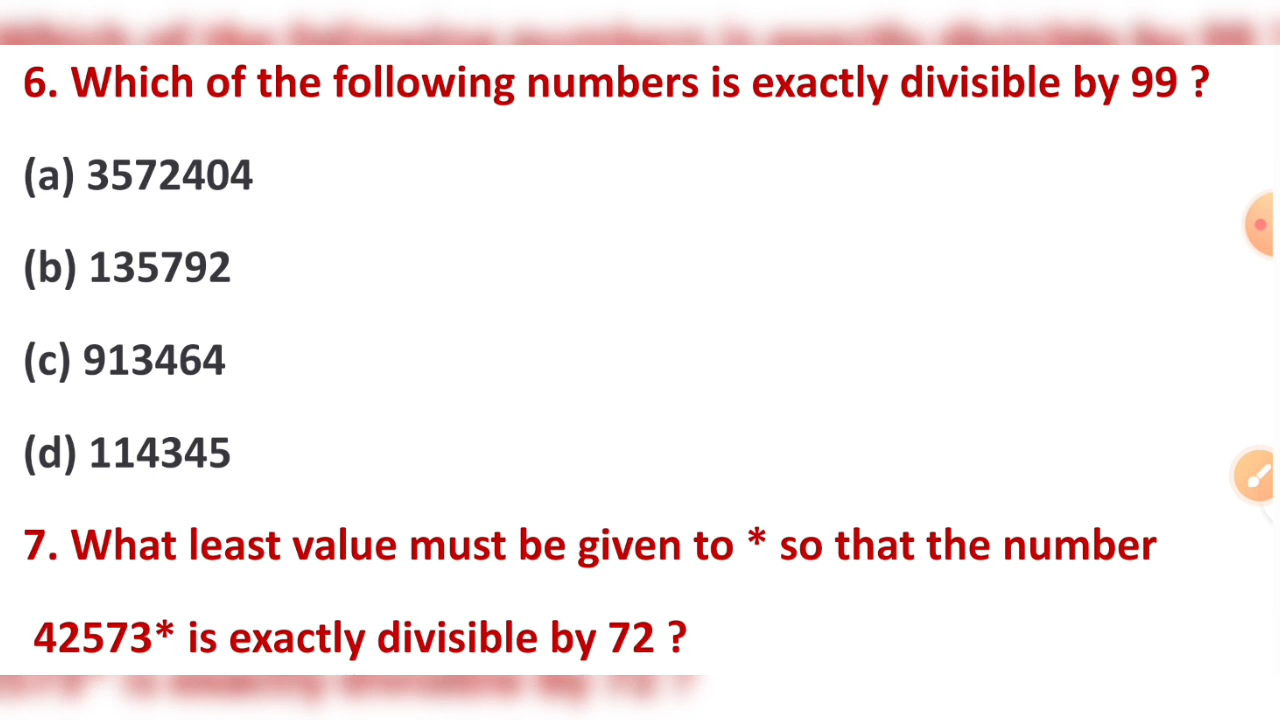 6. Which of the following numbers is exactly divisible by 99 ?
(a) 3572404
(b) 135792
(c) 913464
(d) 114345
7. What least value must be given to * so that the number
42573* is exactly divisible by 72 ?